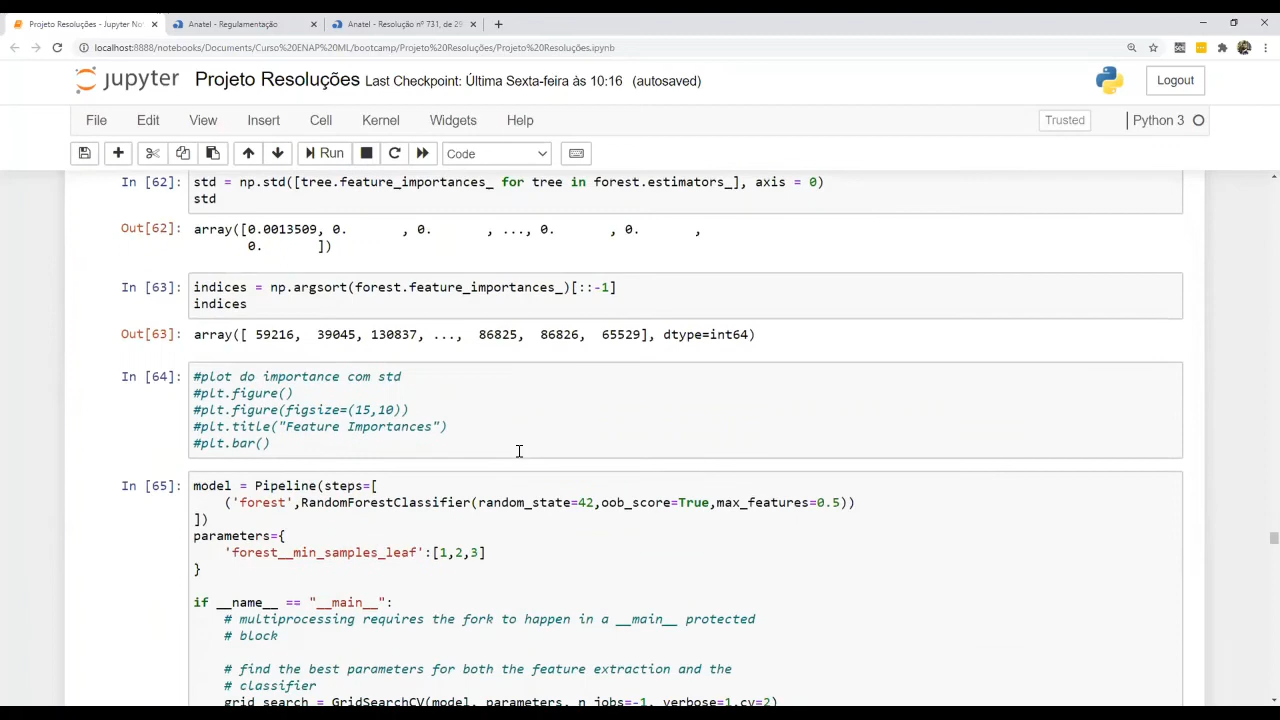 Projeto Resoluções - Jupyter No
Anatel - Regulamentação
Anatel - Resolução nº 731, de 29
localhost:8888/notebooks/Documents/Curso%20ENAP%20ML/bootcamp/Projeto%20Resoluções/Projeto%20Resoluções.ipynb
jupyter
Projeto Resoluções Last Checkpoint: Última Sexta-feira às 10:16 (autosaved)
Logout
File Edit View Insert Cell Kernel Widgets Help
Trusted
Python 3
Run
Code
In [62]: std = np.std([tree.feature_importances_ for tree in forest.estimators_], axis = 0)
std
Out[62]: array([0.0013509, 0. , 0. , ..., 0. , 0. ,
0. ])
In [63]: indices = np.argsort(forest.feature_importances_)[::-1]
indices
Out[63]: array([ 59216, 39045, 130837, ..., 86825, 86826, 65529], dtype=int64)
In [64]: #plot do importance com std
#plt.figure()
#plt.figure(figsize=(15,10))
#plt.title("Feature Importances")
#plt.bar()
In [65]: model = Pipeline(steps=[
('forest',RandomForestClassifier(random_state=42,oob_score=True,max_features=0.5))
])
parameters={
'forest__min_samples_leaf':[1,2,3]
}
if __name__ == "__main__":
# multiprocessing requires the fork to happen in a __main__ protected
# block
# find the best parameters for both the feature extraction and the
# classifier
grid_search = GridSearchCV(model, parameters, n_jobs=-1, verbose=1,cv=2)